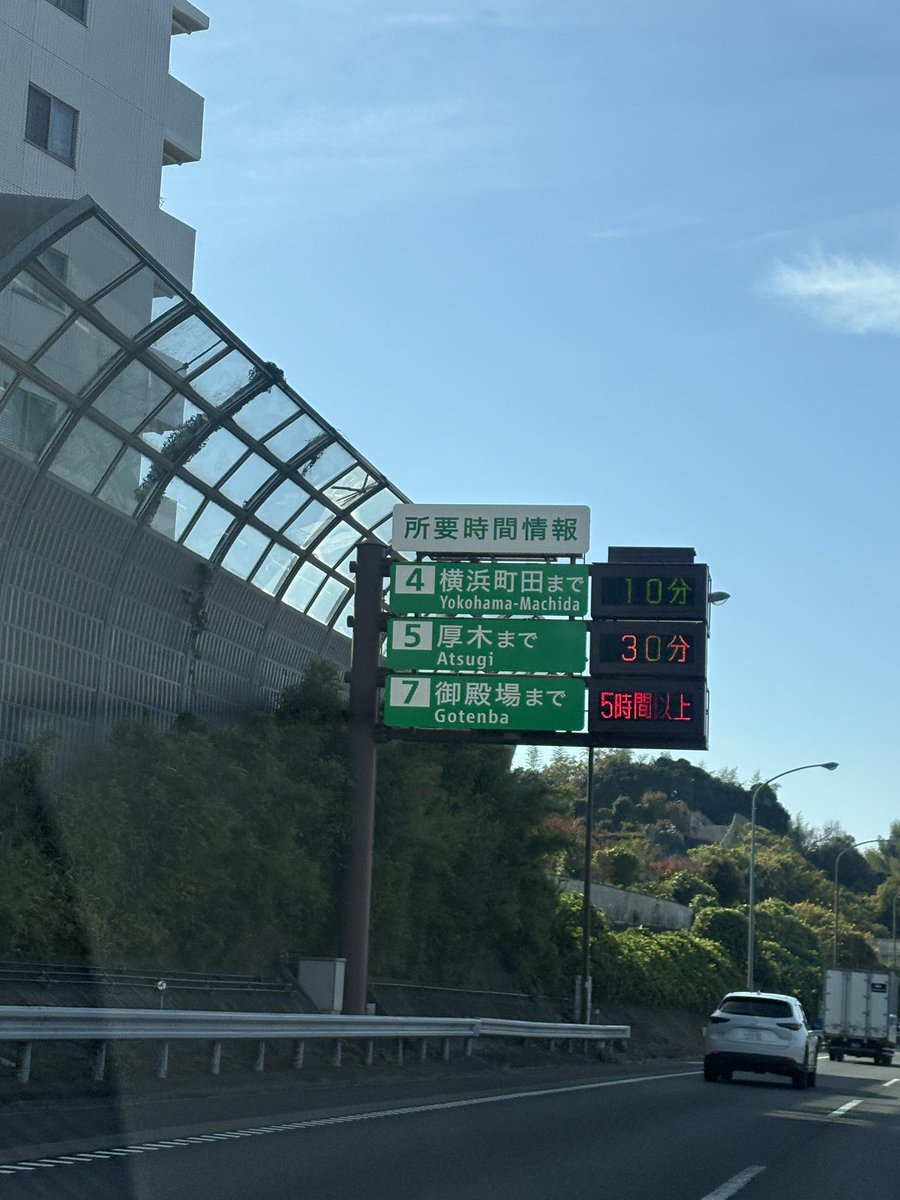 所要時間情報
4 横浜町田まで 10分
Yokohama-Machida
5 厚木まで 30分
Atsugi
7 御殿場まで 5時間以上
Gotenba